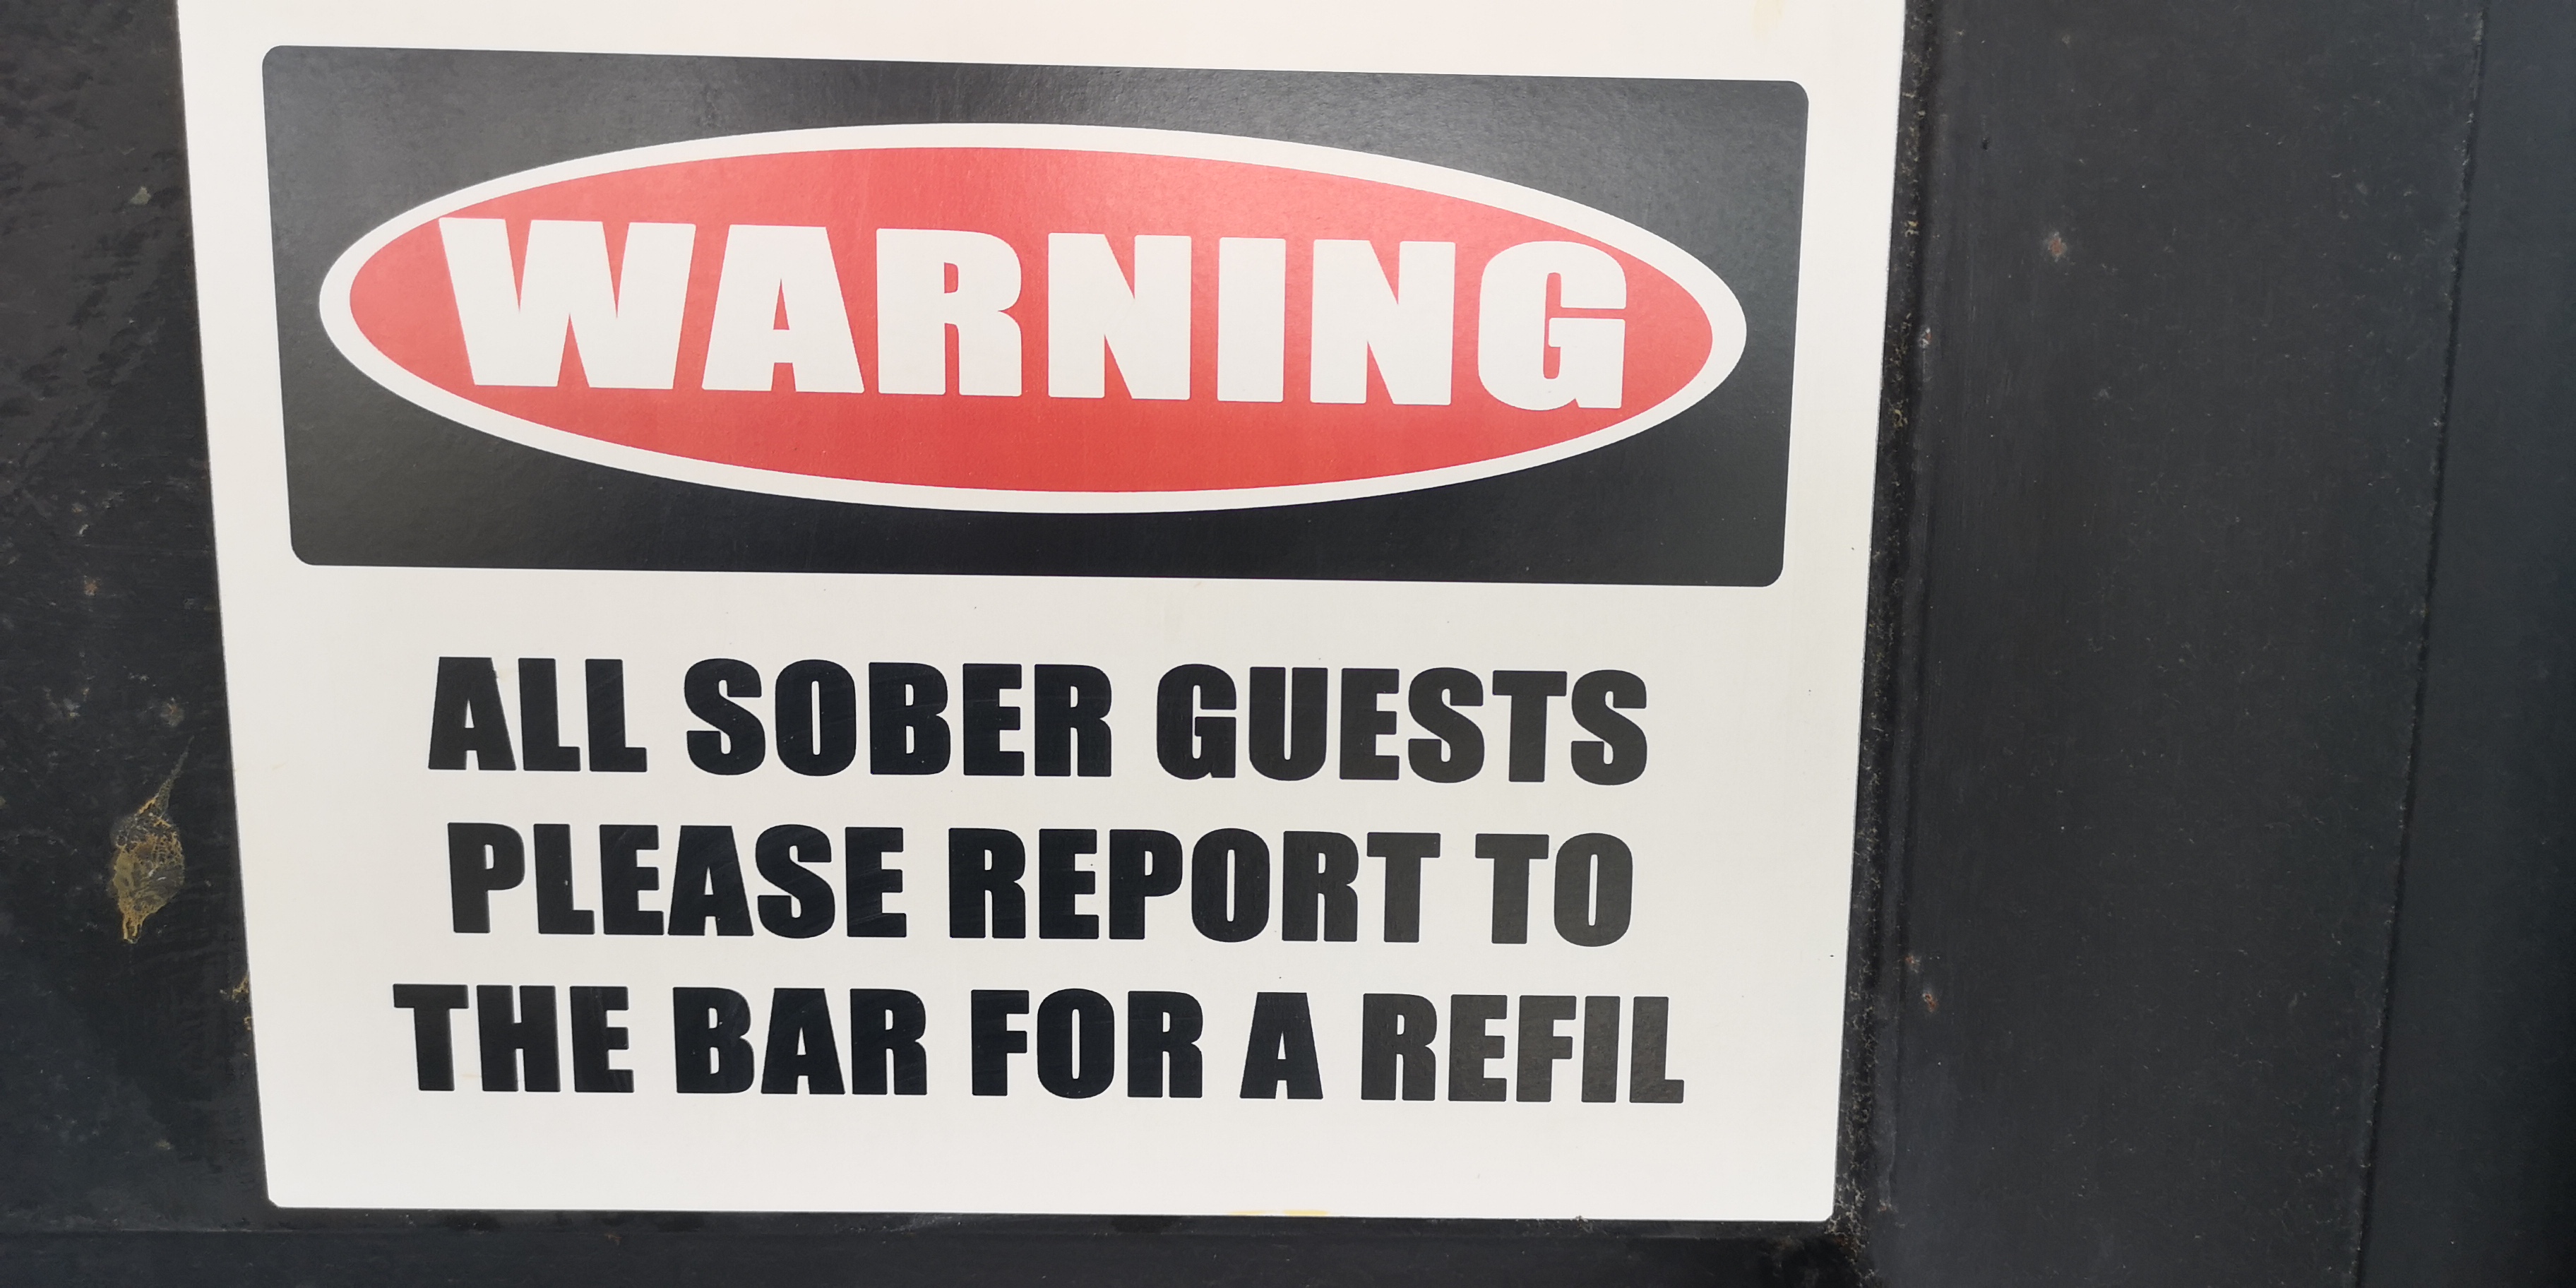 WARNING
ALL SOBER GUESTS
PLEASE REPORT TO
THE BAR FOR A REFIL